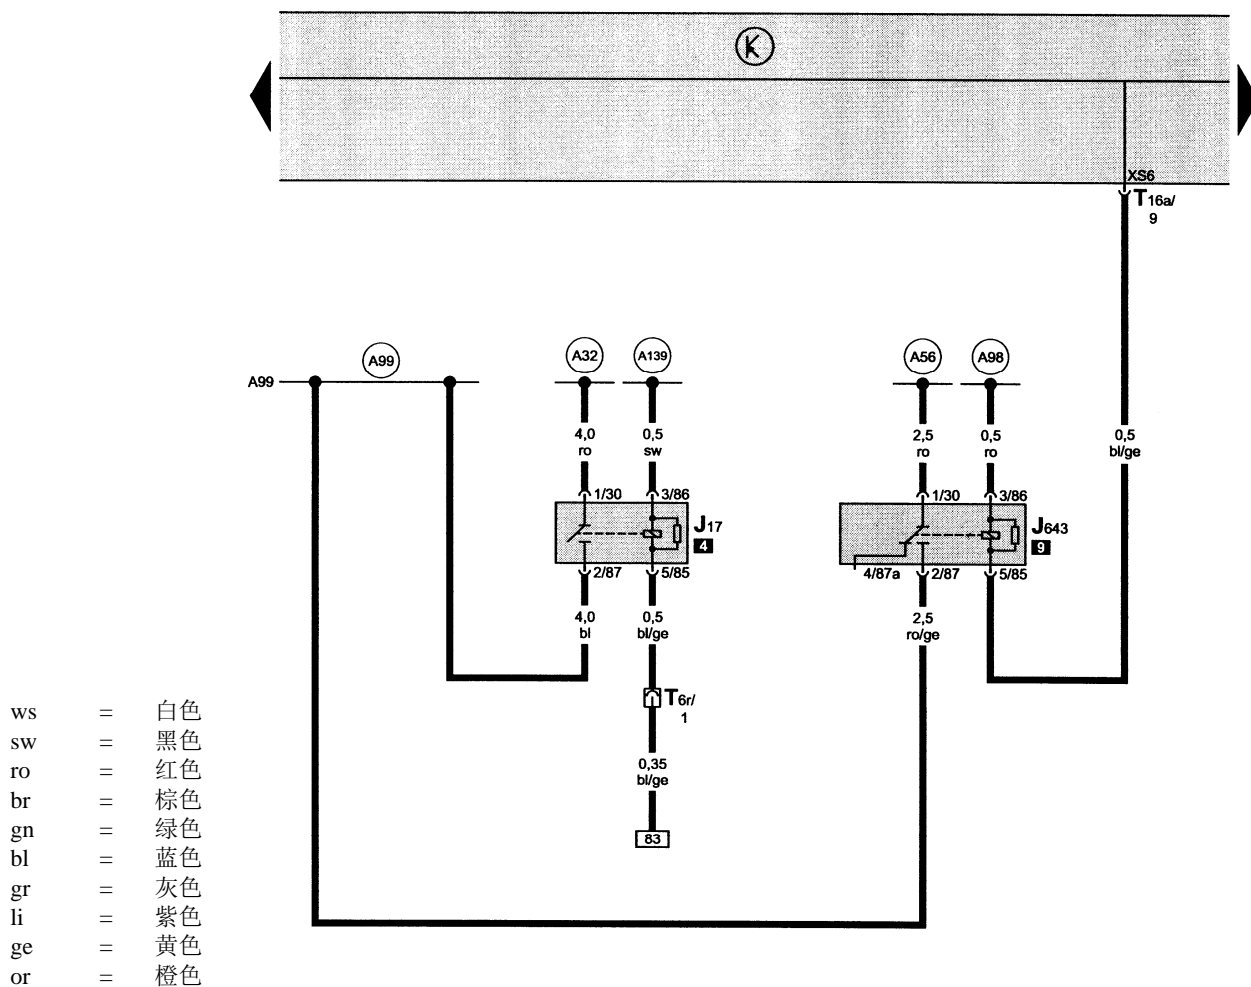 K
XS6
T16a/
9
A99
A99
A32
A139
A56
A98
4,0
ro
0,5
sw
2,5
ro
0,5
ro
0,5
bl/ge
1/30
3/86
1/30
3/86
J17
4
J643
9
2/87
5/85
4/87a
2/87
5/85
4,0
bl
0,5
bl/ge
2,5
ro/ge
T6r/
1
0,35
bl/ge
83
ws = 白色
sw = 黑色
ro = 红色
br = 棕色
gn = 绿色
bl = 蓝色
gr = 灰色
li = 紫色
ge = 黄色
or = 橙色